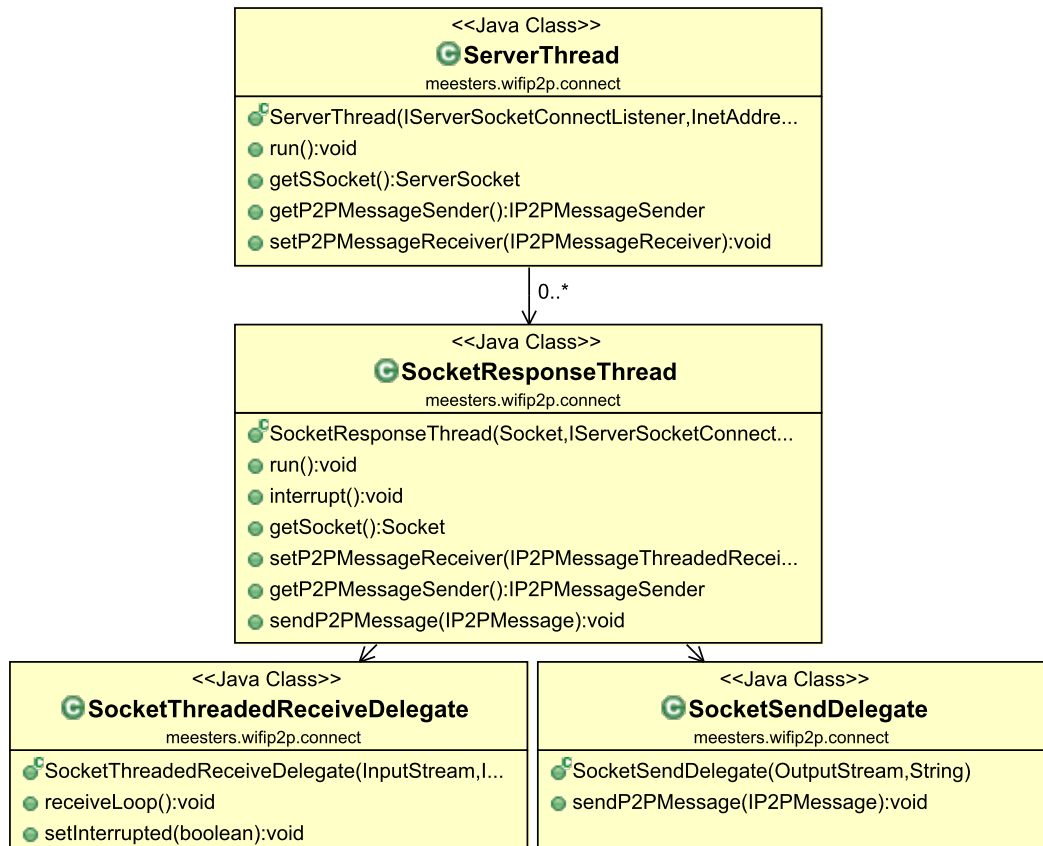 <<Java Class>>
ServerThread
meesters.wifip2p.connect
ServerThread(IServerSocketConnectListener,InetAddre...
run():void
getSSocket():ServerSocket
getP2PMessageSender():IP2PMessageSender
setP2PMessageReceiver(IP2PMessageReceiver):void
0..*
<<Java Class>>
SocketResponseThread
meesters.wifip2p.connect
SocketResponseThread(Socket,IServerSocketConnect...
run():void
interrupt():void
getSocket():Socket
setP2PMessageReceiver(IP2PMessageThreadedRecei...
getP2PMessageSender():IP2PMessageSender
sendP2PMessage(IP2PMessage):void
<<Java Class>>
SocketThreadedReceiveDelegate
meesters.wifip2p.connect
SocketThreadedReceiveDelegate(InputStream,I...
receiveLoop():void
setInterrupted(boolean):void
<<Java Class>>
SocketSendDelegate
meesters.wifip2p.connect
SocketSendDelegate(OutputStream,String)
sendP2PMessage(IP2PMessage):void